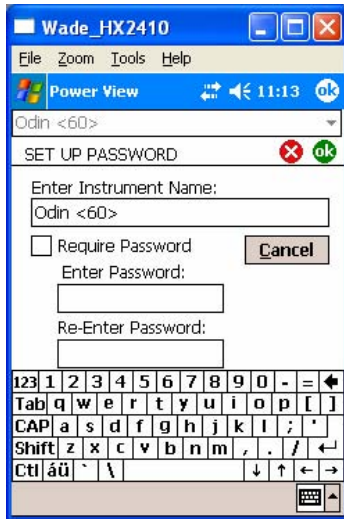 Wade_HX2410
File Zoom Tools Help
Power View 11:13 ok
Odin <60>
SET UP PASSWORD ok
Enter Instrument Name:
Odin <60>
Require Password Cancel
Enter Password:
Re-Enter Password:
123 1 2 3 4 5 6 7 8 9 0 - =
Tab q w e r t y u i o p [ ]
CAP a s d f g h j k l ; '
Shift z x c v b n m , . /
Ctl áü ` \